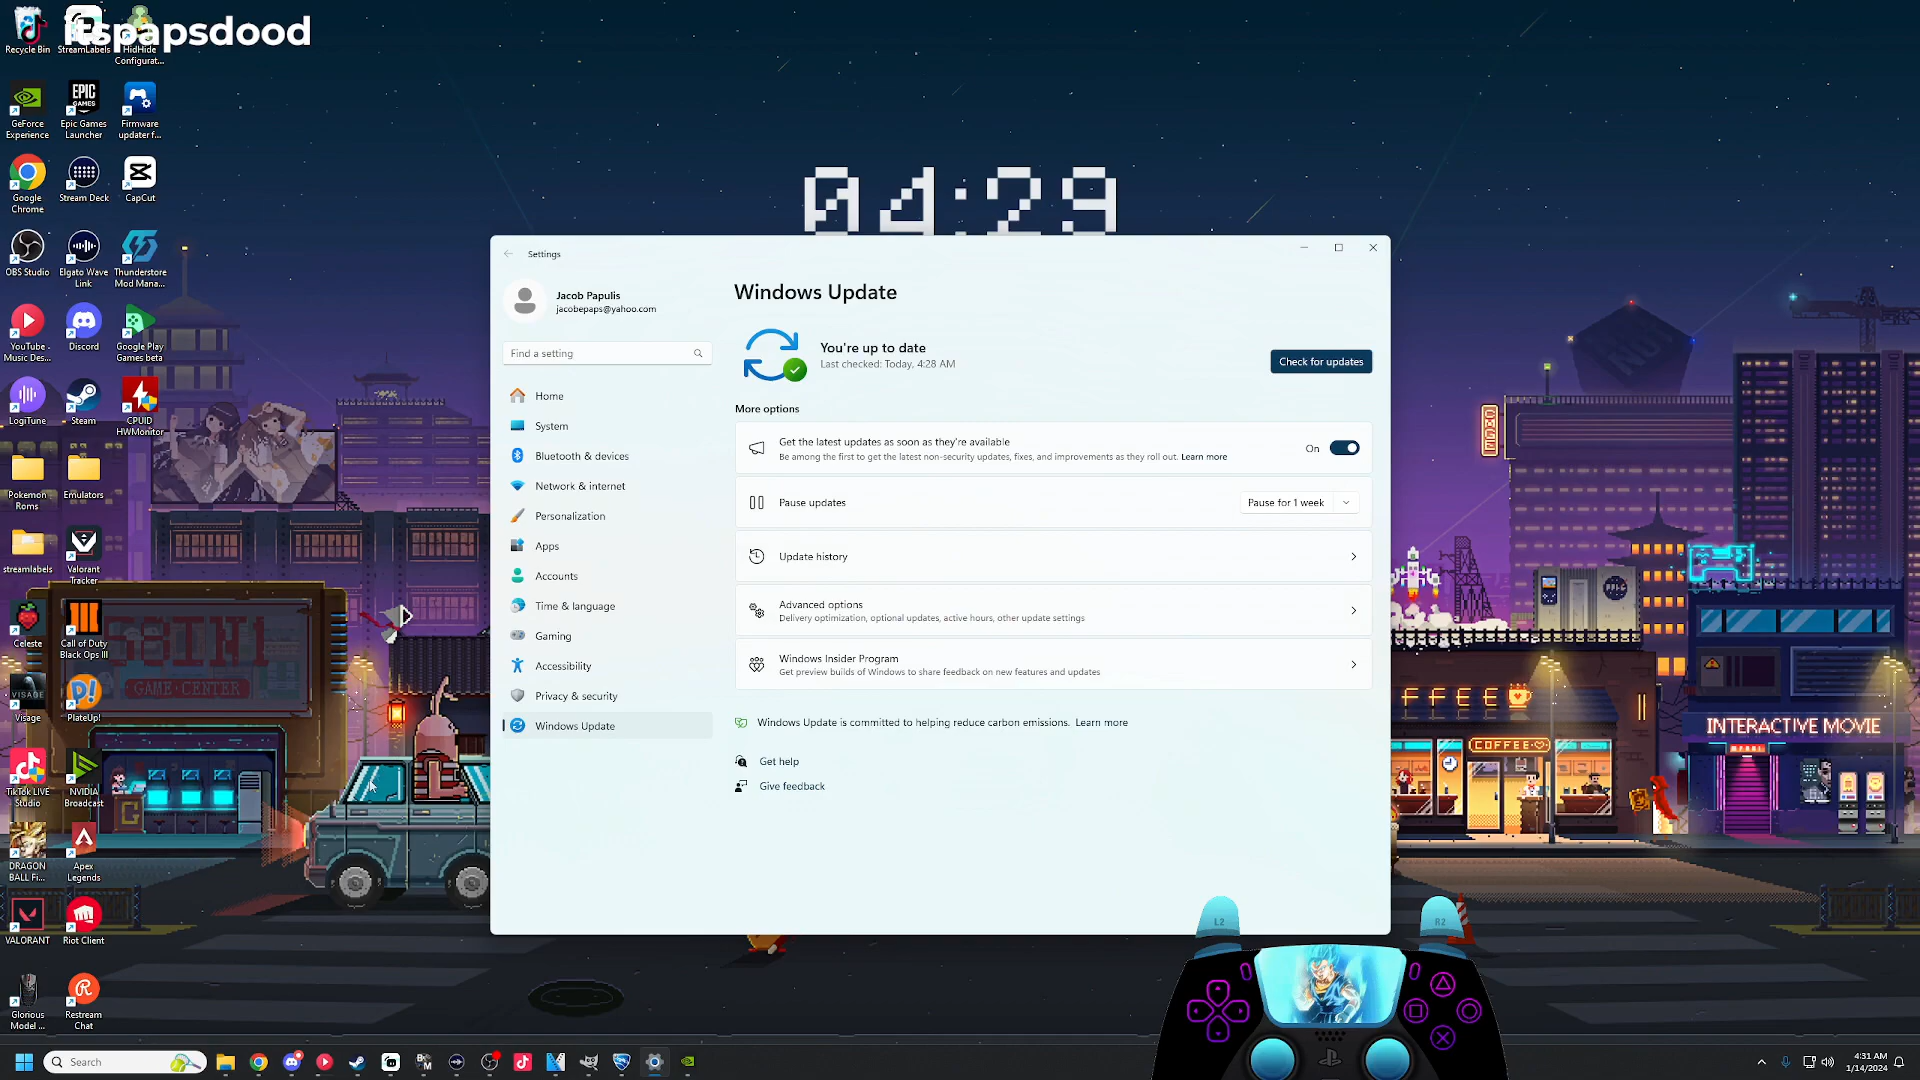 itspapsdood
Recycle Bin
StreamLabels
HidHide
Configurat...
GeForce
Experience
EPIC
GAMES
Epic Games
Launcher
Firmware
updater f...
Google
Chrome
Stream Deck
CapCut
OBS Studio
Elgato Wave
Link
Thunderstore
Mod Mana...
YouTube
Music Des...
Discord
Google Play
Games beta
LogiTune
Steam
CPUID
HWMonitor
Pokemon
Roms
Emulators
streamlabels
Valorant
Tracker
Celeste
Call of Duty
Black Ops III
VISAGE
Visage
PlateUp!
TikTok LIVE
Studio
NVIDIA
Broadcast
DRAGON
BALL Fi...
Apex
Legends
VALORANT
Riot Client
Glorious
Model ...
Restream
Chat
04:29
Settings
Jacob Papulis
jacobepaps@yahoo.com
Find a setting
Home
System
Bluetooth & devices
Network & internet
Personalization
Apps
Accounts
Time & language
Gaming
Accessibility
Privacy & security
Windows Update
Windows Update
You're up to date
Last checked: Today, 4:28 AM
Check for updates
More options
Get the latest updates as soon as they're available
Be among the first to get the latest non-security updates, fixes, and improvements as they roll out. Learn more
On
Pause updates
Pause for 1 week
Update history
Advanced options
Delivery optimization, optional updates, active hours, other update settings
Windows Insider Program
Get preview builds of Windows to share feedback on new features and updates
Windows Update is committed to helping reduce carbon emissions. Learn more
Get help
Give feedback
GAME CENTER
COFFEE
INTERACTIVE MOVIE
L2
R2
Search
4:31 AM
1/14/2024